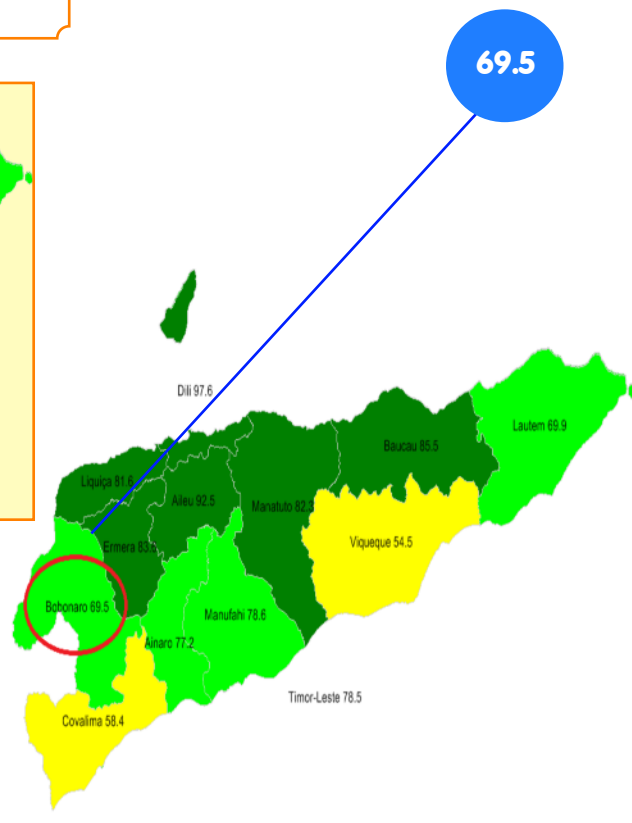 69.5
Dili 97.6
Lautem 69.9
Baucau 85.5
Liquiça 81.6
Aileu 92.5
Manatuto 82.3
Viqueque 54.5
Ermera 83.6
Bobonaro 69.5
Manufahi 78.6
Ainaro 77.2
Timor-Leste 78.5
Covalima 58.4